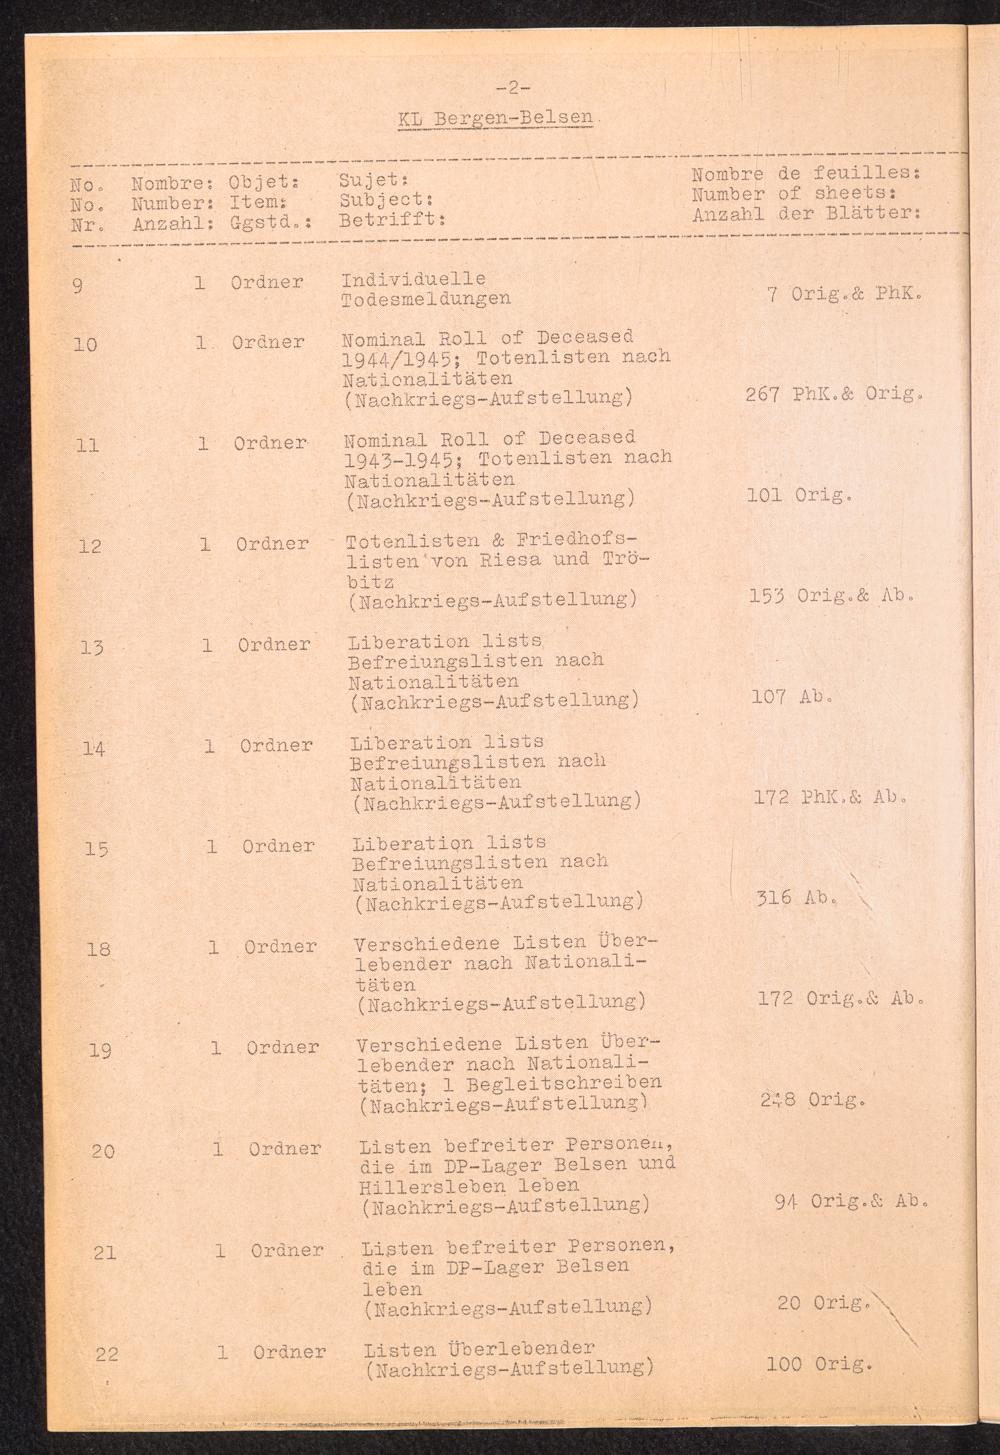 -2-
KL Bergen-Belsen
No. Nombre: Objet: Sujet: Nombre de feuilles:
No. Number: Item: Subject: Number of sheets:
Nr. Anzahl: Ggstd.: Betrifft: Anzahl der Blätter:
9 1 Ordner Individuelle
Todesmeldungen 7 Orig.& PhK.
10 1 Ordner Nominal Roll of Deceased
1944/1945; Totenlisten nach
Nationalitäten
(Nachkriegs-Aufstellung) 267 PhK.& Orig.
11 1 Ordner Nominal Roll of Deceased
1943-1945; Totenlisten nach
Nationalitäten
(Nachkriegs-Aufstellung) 101 Orig.
12 1 Ordner Totenlisten & Friedhofs-
listen von Riesa und Trö-
bitz
(Nachkriegs-Aufstellung) 153 Orig.& Ab.
13 1 Ordner Liberation lists
Befreiungslisten nach
Nationalitäten
(Nachkriegs-Aufstellung) 107 Ab.
14 1 Ordner Liberation lists
Befreiungslisten nach
Nationalitäten
(Nachkriegs-Aufstellung) 172 PhK.& Ab.
15 1 Ordner Liberation lists
Befreiungslisten nach
Nationalitäten
(Nachkriegs-Aufstellung) 316 Ab.
18 1 Ordner Verschiedene Listen Über-
lebender nach Nationali-
täten
(Nachkriegs-Aufstellung) 172 Orig.& Ab.
19 1 Ordner Verschiedene Listen Über-
lebender nach Nationali-
täten; 1 Begleitschreiben
(Nachkriegs-Aufstellung) 248 Orig.
20 1 Ordner Listen befreiter Personen,
die im DP-Lager Belsen und
Hillersleben leben
(Nachkriegs-Aufstellung) 94 Orig.& Ab.
21 1 Ordner Listen befreiter Personen,
die im DP-Lager Belsen
leben
(Nachkriegs-Aufstellung) 20 Orig.
22 1 Ordner Listen Überlebender
(Nachkriegs-Aufstellung) 100 Orig.